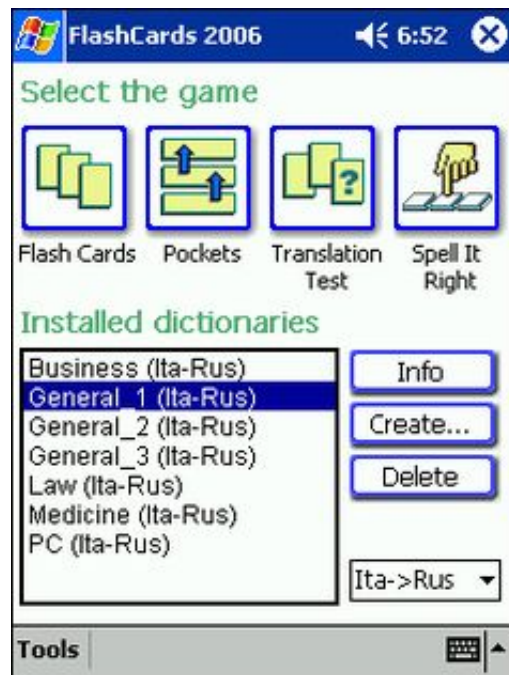 FlashCards 2006 6:52
Select the game
?
Flash Cards Pockets Translation Test Spell It Right
Installed dictionaries
Business (Ita-Rus)
General_1 (Ita-Rus)
General_2 (Ita-Rus)
General_3 (Ita-Rus)
Law (Ita-Rus)
Medicine (Ita-Rus)
PC (Ita-Rus)
Info
Create...
Delete
Ita->Rus
Tools